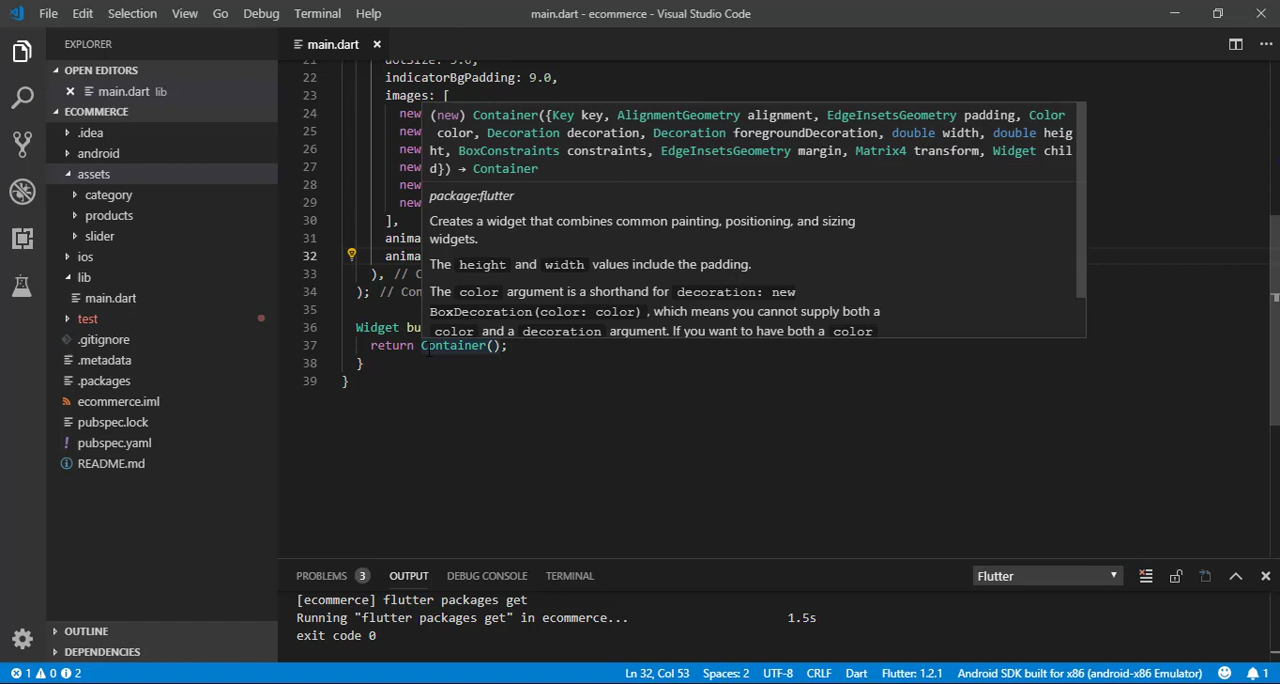 File Edit Selection View Go Debug Terminal Help
main.dart - ecommerce - Visual Studio Code
EXPLORER
OPEN EDITORS
main.dart lib
ECOMMERCE
.idea
android
assets
category
products
slider
ios
lib
main.dart
test
.gitignore
.metadata
.packages
ecommerce.iml
pubspec.lock
pubspec.yaml
README.md
OUTLINE
DEPENDENCIES
main.dart
21 dotSize: 5.0,
22 indicatorBgPadding: 9.0,
23 images: [
24 new
25 new
26 new
27 new
28 new
29 new
30 ],
31 anima
32 anima
33 ), // C
34 ); // Con
35
36 Widget bu
37 return Container();
38 }
39 }
(new) Container({Key key, AlignmentGeometry alignment, EdgeInsetsGeometry padding, Color
color, Decoration decoration, Decoration foregroundDecoration, double width, double heig
ht, BoxConstraints constraints, EdgeInsetsGeometry margin, Matrix4 transform, Widget chil
d}) → Container
package:flutter
Creates a widget that combines common painting, positioning, and sizing
widgets.
The height and width values include the padding.
The color argument is a shorthand for decoration: new
BoxDecoration(color: color), which means you cannot supply both a
color and a decoration argument. If you want to have both a color
PROBLEMS 3 OUTPUT DEBUG CONSOLE TERMINAL
Flutter
[ecommerce] flutter packages get
Running "flutter packages get" in ecommerce... 1.5s
exit code 0
1 0 2
Ln 32, Col 53 Spaces: 2 UTF-8 CRLF Dart Flutter: 1.2.1 Android SDK built for x86 (android-x86 Emulator) 1